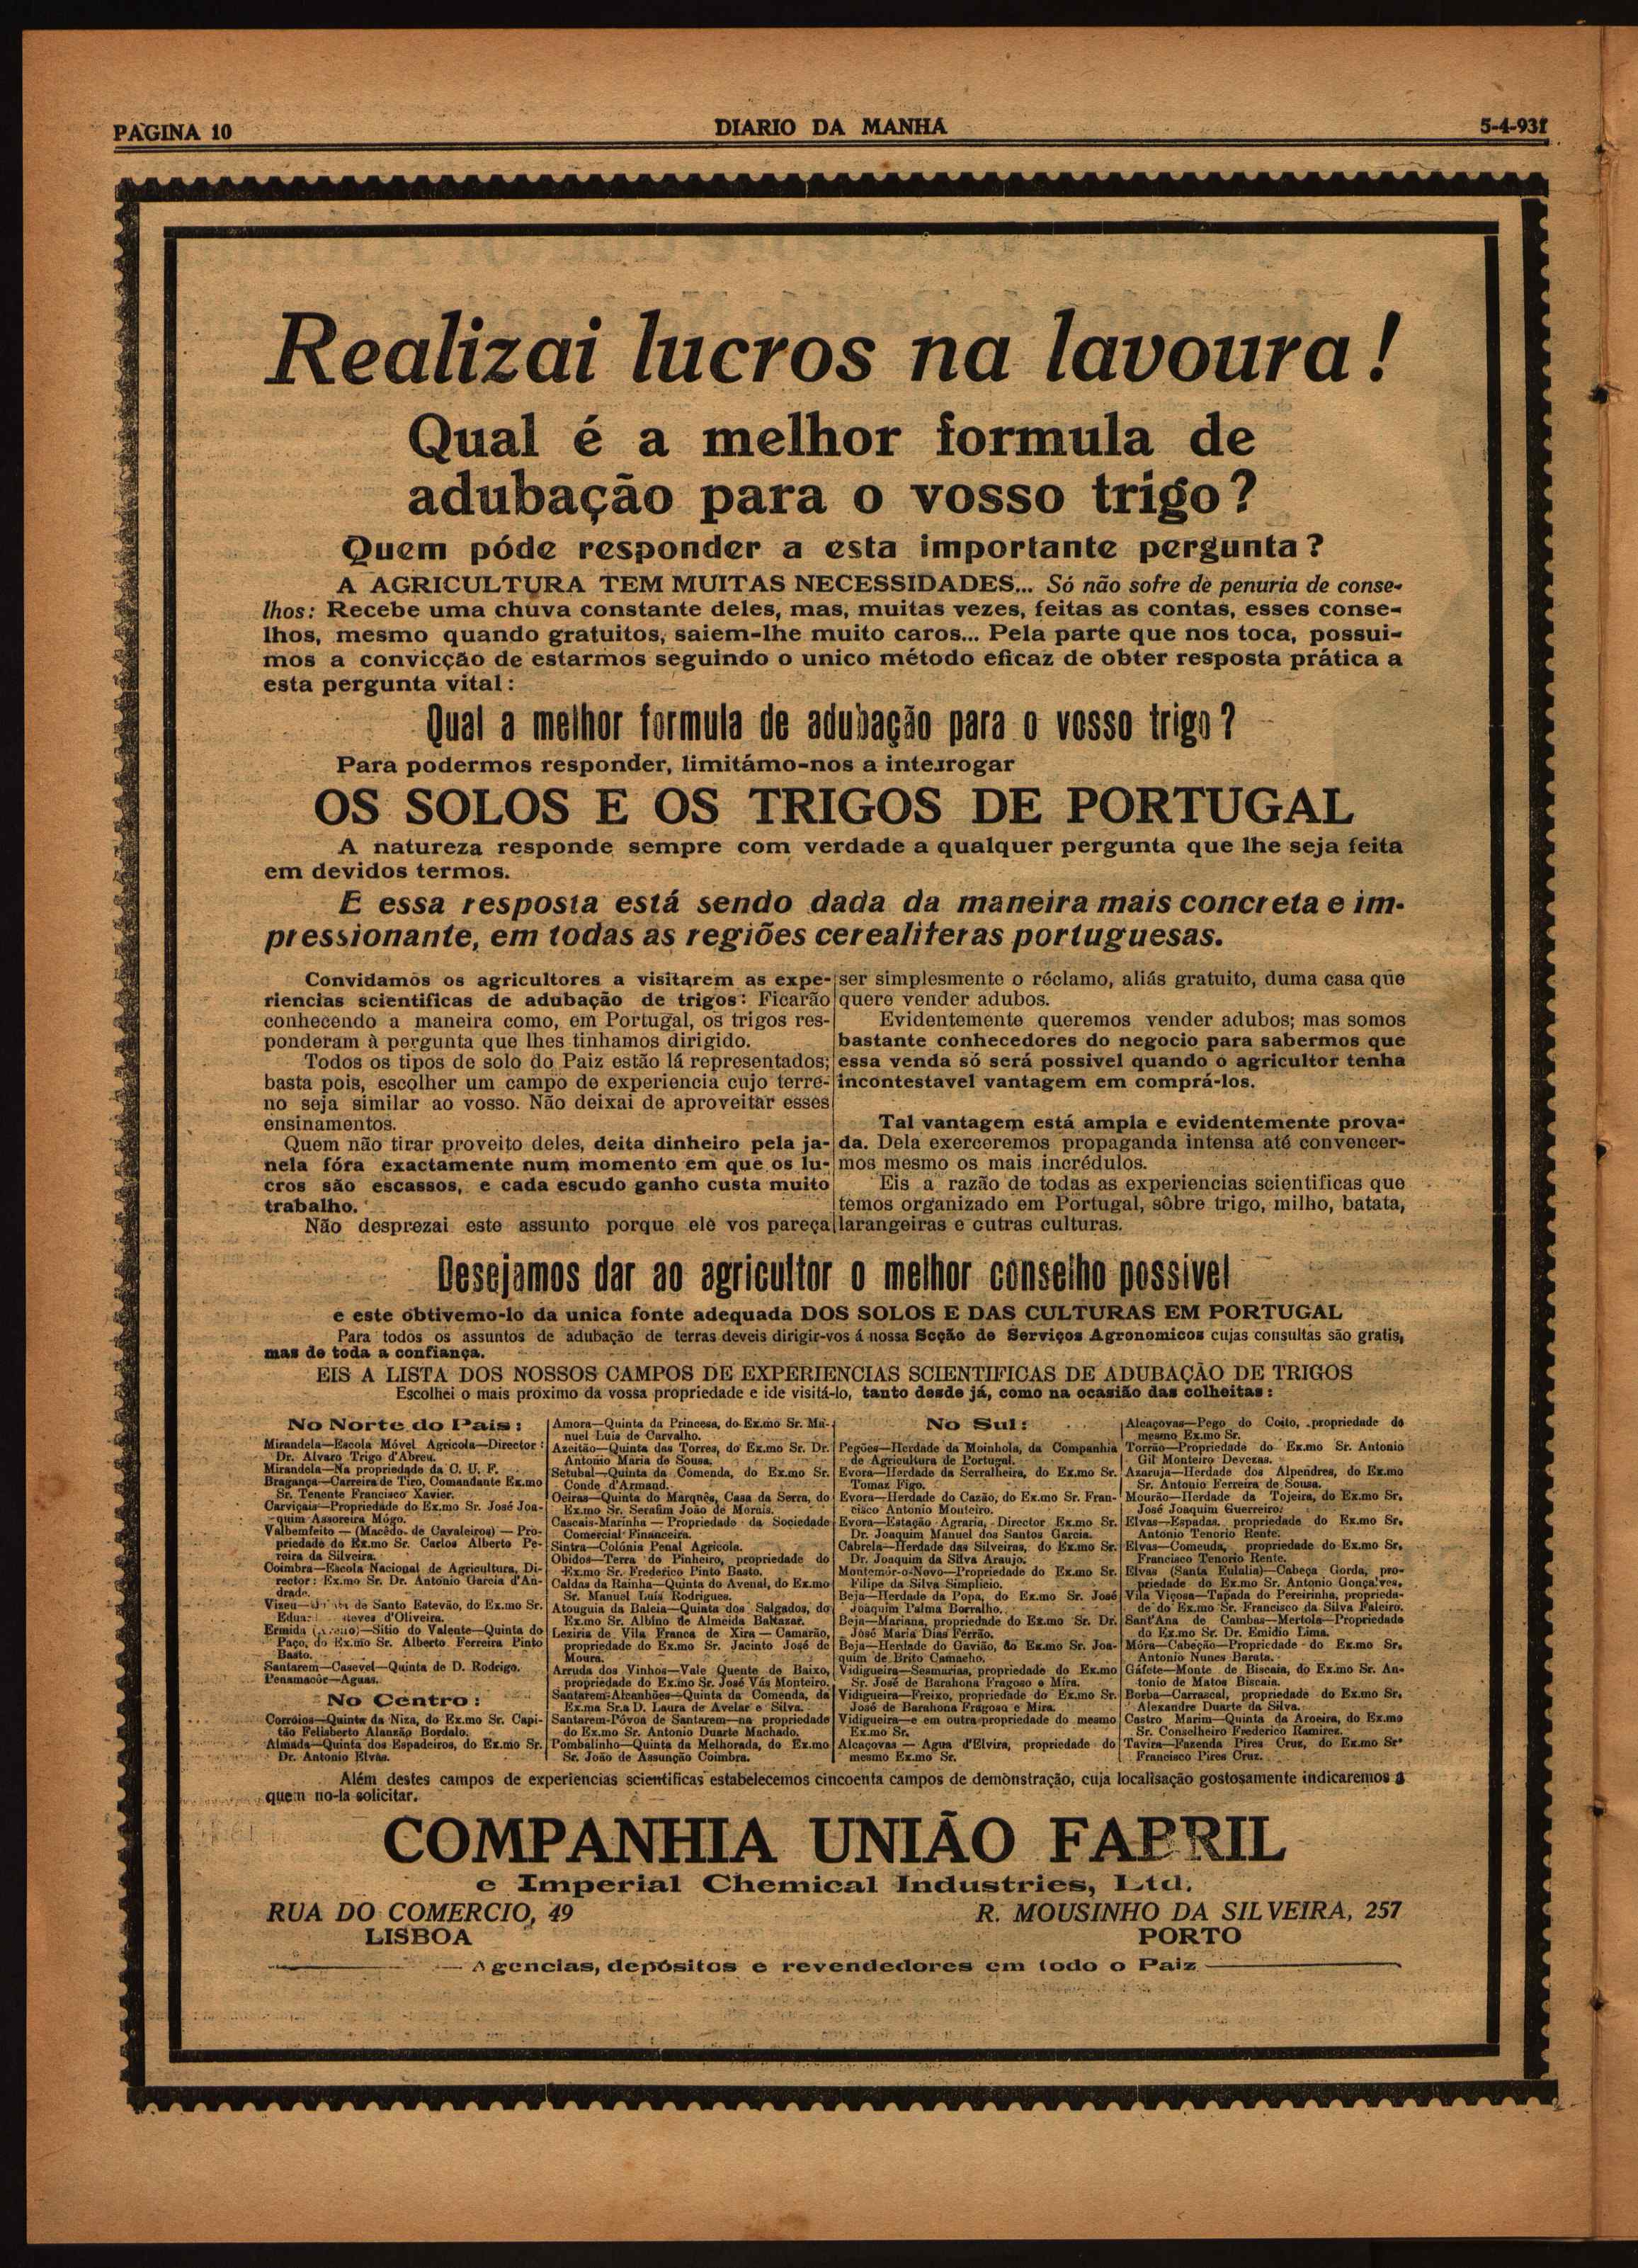 PAGINA 10
DIARIO DA MANHÃ
5-4-931
Realizai lucros na lavoura!
Qual é a melhor formula de
adubação para o vosso trigo?
Quem póde responder a esta importante pergunta?
A AGRICULTURA TEM MUITAS NECESSIDADES... Só não sofre de penuria de conse-
lhos: Recebe uma chuva constante deles, mas, muitas vezes, feitas as contas, esses conse-
lhos, mesmo quando gratuitos, saiem-lhe muito caros... Pela parte que nos toca, possui-
mos a convicção de estarmos seguindo o unico método eficaz de obter resposta prática a
esta pergunta vital:
Qual a melhor formula de adubação para o vosso trigo?
Para podermos responder, limitámo-nos a interrogar
OS SOLOS E OS TRIGOS DE PORTUGAL
A natureza responde sempre com verdade a qualquer pergunta que lhe seja feita
em devidos termos.
E essa resposta está sendo dada da maneira mais concreta e im-
pressionante, em todas as regiões cerealiferas portuguesas.
Convidamos os agricultores a visitarem as expe-
riencias scientificas de adubação de trigos: Ficarão
conhecendo a maneira como, em Portugal, os trigos res-
ponderam à pergunta que lhes tinhamos dirigido.
Todos os tipos de solo do Paiz estão lá representados;
basta pois, escolher um campo de experiencia cujo terre-
no seja similar ao vosso. Não deixai de aproveitar esses
ensinamentos.
Quem não tirar proveito deles, deita dinheiro pela ja-
nela fóra exactamente num momento em que os lu-
cros são escassos, e cada escudo ganho custa muito
trabalho.
Não desprezai este assunto porque ele vos pareça
ser simplesmente o réclamo, aliás gratuito, duma casa que
quere vender adubos.
Evidentemente queremos vender adubos; mas somos
bastante conhecedores do negocio para sabermos que
essa venda só será possivel quando o agricultor tenha
incontestavel vantagem em comprá-los.
Tal vantagem está ampla e evidentemente prova-
da. Dela exerceremos propaganda intensa até convencer-
mos mesmo os mais incrédulos.
Eis a razão de todas as experiencias scientificas que
temos organizado em Portugal, sôbre trigo, milho, batata,
larangeiras e outras culturas.
Desejamos dar ao agricultor o melhor conselho possivel
e este obtivemo-lo da unica fonte adequada DOS SOLOS E DAS CULTURAS EM PORTUGAL
Para todos os assuntos de adubação de terras deveis dirigir-vos á nossa Scção de Serviços Agronomicos cujas consultas são gratis,
mas de toda a confiança.
EIS A LISTA DOS NOSSOS CAMPOS DE EXPERIENCIAS SCIENTIFICAS DE ADUBAÇÃO DE TRIGOS
Escolhei o mais proximo da vossa propriedade e ide visitá-lo, tanto desde já, como na ocasião das colheitas:
No Norte do Pais:
Mirandela—Escola Móvel Agricola—Director:
Dr. Alvaro Trigo d'Abreu.
Mirandela—Na propriedade da C. U. F.
Bragança—Carreira de Tiro, Comandante Ex.mo
Sr. Tenente Francisco Xavier.
Carviçais—Propriedade do Ex.mo Sr. José Joa-
quim Assoreira Mógo.
Valbemfeito — (Macêdo de Cavaleiros) — Pro-
priedade do Ex.mo Sr. Carlos Alberto Pe-
reira da Silveira.
Coimbra—Escola Nacional de Agricultura, Di-
rector: Ex.mo Sr. Dr. Antonio Garcia d'An-
drade.
Vizeu— de Santo Estevão, do Ex.mo Sr.
d'Oliveira.
Ermida —Sitio do Valente—Quinta do
Paço, do Ex.mo Sr. Alberto Ferreira Pinto
Basto.
Santarem—Casevel—Quinta de D. Rodrigo.
Penamacôr—Aguas.
No Centro:
Corroios—Quinta da Niza, do Ex.mo Sr. Capi-
tão Felisberto Alanzão Bordalo.
Almada—Quinta dos Espadeiros, do Ex.mo Sr.
Dr. Antonio Elvas.
Amora—Quinta da Princesa, do Ex.mo Sr. Ma-
nuel Luis de Carvalho.
Azeitão—Quinta das Torres, do Ex.mo Sr. Dr.
Antonio Maria de Sousa.
Setubal—Quinta da Comenda, do Ex.mo Sr.
Conde d'Armand.
Oeiras—Quinta do Marquês, Casa da Serra, do
Ex.mo Sr. Serafim João de Morais.
Cascais-Marinha — Propriedade da Sociedade
Comercial Financeira.
Sintra—Colónia Penal Agricola.
Obidos—Terra do Pinheiro, propriedade do
Ex.mo Sr. Frederico Pinto Basto.
Caldas da Rainha—Quinta do Avenal, do Ex.mo
Sr. Manuel Luis Rodrigues.
Atouguia da Baleia—Quinta dos Salgados, do
Ex.mo Sr. Albino de Almeida Baltazar.
Leziria de Vila Franca de Xira — Camarão,
propriedade do Ex.mo Sr. Jacinto José de
Moura.
Arruda dos Vinhos—Vale Quente de Baixo,
propriedade do Ex.mo Sr. José Vás Monteiro.
Santarem-Alcanhões—Quinta da Comenda, da
Ex.ma Sr.a D. Laura de Avelar e Silva.
Santarem-Póvoa de Santarem—na propriedade
do Ex.mo Sr. Antonio Duarte Machado.
Pombalinho—Quinta da Melhorada, do Ex.mo
Sr. João de Assunção Coimbra.
No Sul:
Pegões—Herdade da Moinhola, da Companhia
de Agricultura de Portugal.
Evora—Herdade da Serralheira, do Ex.mo Sr.
Tomaz Figo.
Evora—Herdade do Cazão, do Ex.mo Sr. Fran-
cisco Antonio Monteiro.
Evora—Estação Agraria, Director Ex.mo Sr.
Dr. Joaquim Manuel dos Santos Garcia.
Cabrela—Herdade das Silveiras, do Ex.mo Sr.
Dr. Joaquim da Silva Araujo.
Montemór-o-Novo—Propriedade do Ex.mo Sr.
Filipe da Silva Simplicio.
Beja—Herdade da Popa, do Ex.mo Sr. José
Joaquim Palma Borralho.
Beja—Mariana, propriedade do Ex.mo Sr. Dr.
José Maria Dias Ferrão.
Beja—Herdade do Gavião, do Ex.mo Sr. Joa-
quim de Brito Camacho.
Vidigueira—Sesmarias, propriedade do Ex.mo
Sr. José de Barahona Fragoso e Mira.
Vidigueira—Freixo, propriedade do Ex.mo Sr.
José de Barahona Fragoso e Mira.
Vidigueira—e em outra propriedade do mesmo
Ex.mo Sr.
Alcaçovas — Agua d'Elvira, propriedade do
mesmo Ex.mo Sr.
Alcaçovas—Pego do Coito, propriedade do
mesmo Ex.mo Sr.
Torrão—Propriedade do Ex.mo Sr. Antonio
Gil Monteiro Devezas.
Azaruja—Herdade dos Alpendres, do Ex.mo
Sr. Antonio Ferreira de Sousa.
Mourão—Herdade da Tojeira, do Ex.mo Sr.
José Joaquim Guerreiro.
Elvas—Espadas, propriedade do Ex.mo Sr.
Antonio Tenorio Rente.
Elvas—Comenda, propriedade do Ex.mo Sr.
Francisco Tenorio Rente.
Elvas (Santa Eulalia)—Cabeça Gorda, pro-
priedade do Ex.mo Sr. Antonio Gonçalves.
Vila Viçosa—Tapada do Pereirinha, proprieda-
de do Ex.mo Sr. Francisco da Silva Faleiro.
Sant'Ana de Cambas—Mertola—Propriedade
do Ex.mo Sr. Dr. Emidio Lima.
Móra—Cabeção—Propriedade do Ex.mo Sr.
Antonio Nunes Barata.
Gáfete—Monte de Biscaia, do Ex.mo Sr. An-
tonio de Matos Biscaia.
Borba—Carrascal, propriedade do Ex.mo Sr.
Alexandre Duarte da Silva.
Castro Marim—Quinta da Aroeira, do Ex.mo
Sr. Conselheiro Frederico Ramirez.
Tavira—Fazenda Pires Cruz, do Ex.mo Sr.
Francisco Pires Cruz.
Além destes campos de experiencias scientificas estabelecemos cincoenta campos de demonstração, cuja localisação gostosamente indicaremos a
quem no-la solicitar.
COMPANHIA UNIÃO FABRIL
e Imperial Chemical Industries, Ltd.
RUA DO COMERCIO, 49
LISBOA
R. MOUSINHO DA SILVEIRA, 257
PORTO
Agencias, depósitos e revendedores em todo o Paiz